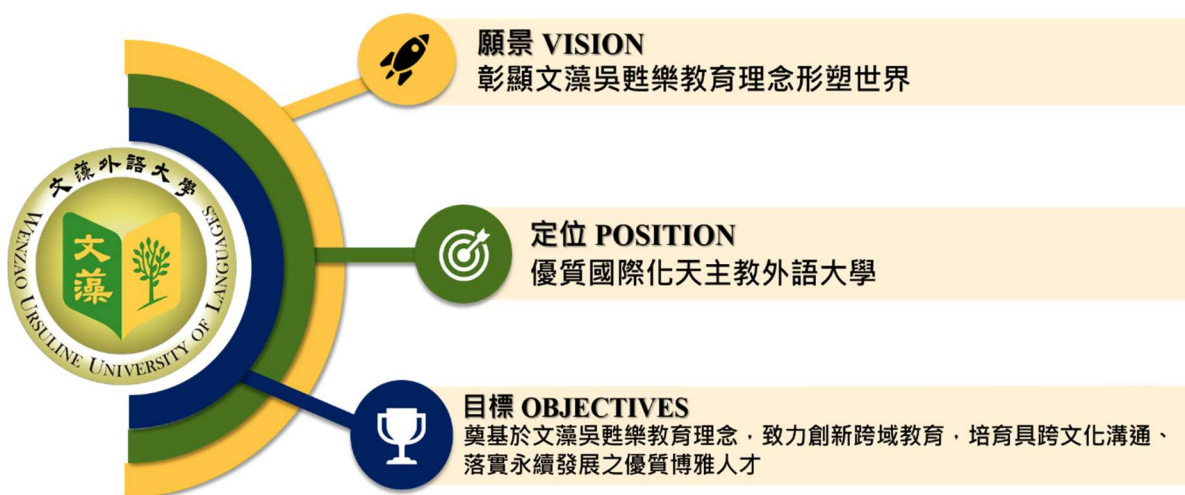 願景 VISION
彰顯文藻吳甦樂教育理念形塑世界
文藻外語大學
文藻
WENZAO URSULINE UNIVERSITY OF LANGUAGES
定位 POSITION
優質國際化天主教外語大學
目標 OBJECTIVES
奠基於文藻吳甦樂教育理念，致力創新跨域教育，培育具跨文化溝通、
落實永續發展之優質博雅人才